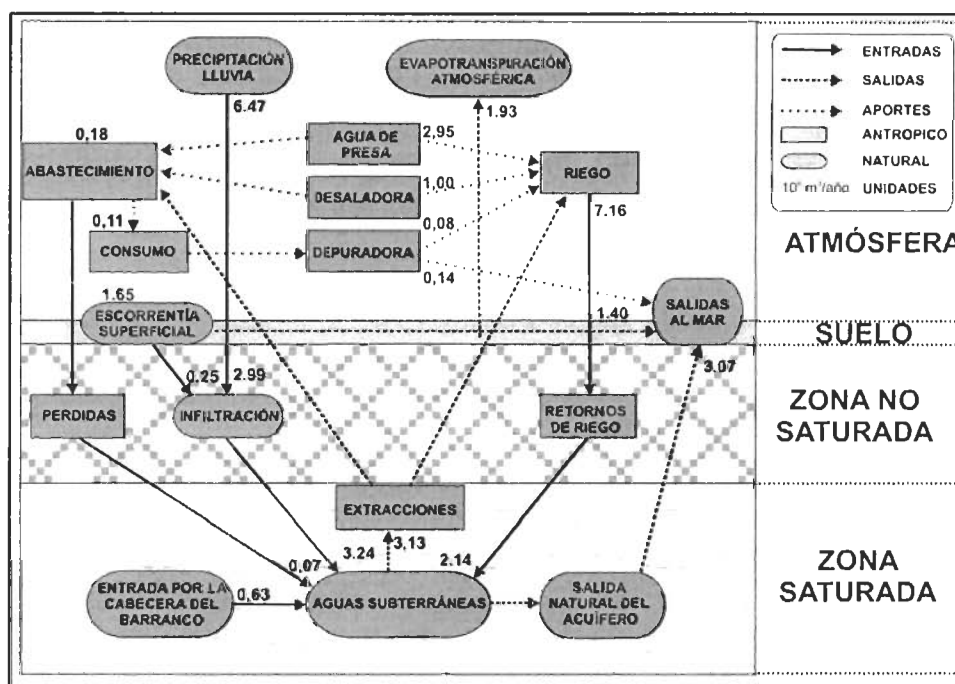 PRECIPITACIÓN
LLUVIA
6.47
EVAPOTRANSPIRACIÓN
ATMOSFÉRICA
1.93
ENTRADAS
SALIDAS
APORTES
ANTROPICO
NATURAL
10⁶ m³/año UNIDADES
0,18
ABASTECIMIENTO
AGUA DE
PRESA
2,95
DESALADORA
1,00
RIEGO
7.16
0,11
CONSUMO
DEPURADORA
0,08
0,14
ATMÓSFERA
1.65
ESCORRENTÍA
SUPERFICIAL
1.40
SALIDAS
AL MAR
SUELO
3.07
0.25
2.99
PERDIDAS
INFILTRACIÓN
RETORNOS
DE RIEGO
ZONA NO
SATURADA
EXTRACCIONES
3.24
3,13
2.14
0,07
ENTRADA POR LA
CABECERA DEL
BARRANCO
0,63
AGUAS SUBTERRÁNEAS
SALIDA
NATURAL DEL
ACUÍFERO
ZONA
SATURADA